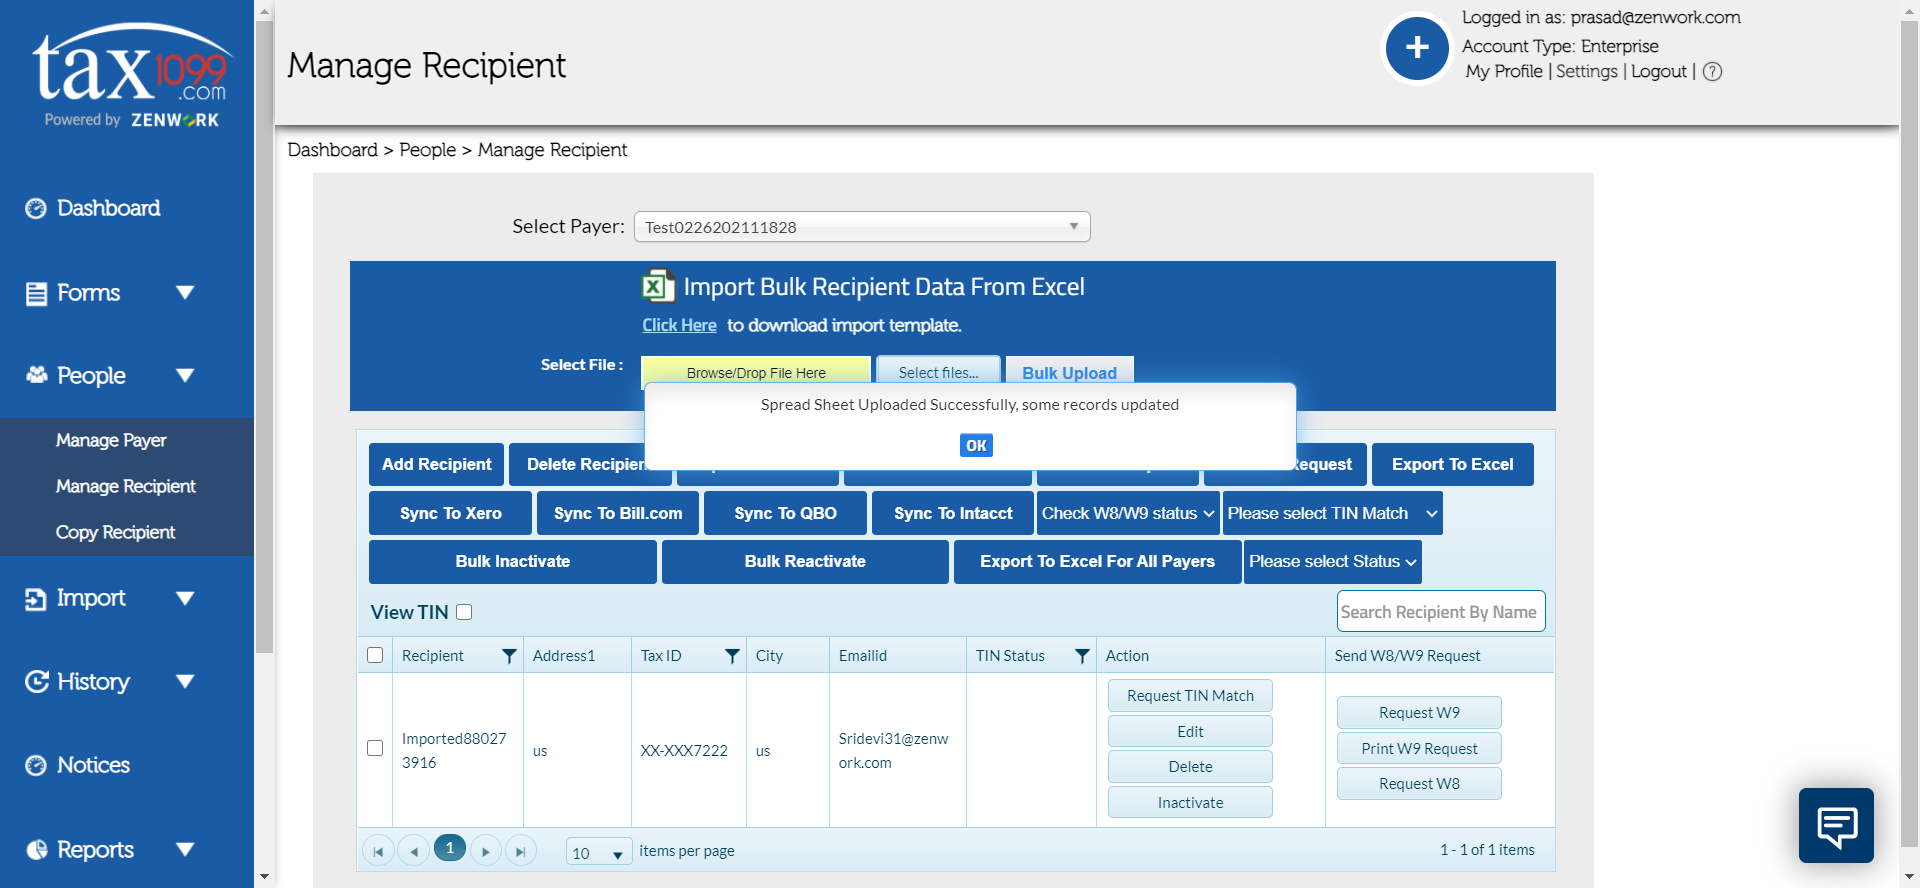 tax1099
.com
Powered by ZENWORK
Dashboard
Forms
People
Manage Payer
Manage Recipient
Copy Recipient
Import
History
Notices
Reports
Manage Recipient
+
Logged in as: prasad@zenwork.com
Account Type: Enterprise
My Profile | Settings | Logout | ?
Dashboard > People > Manage Recipient
Select Payer: Test0226202111828
Import Bulk Recipient Data From Excel
Click Here to download import template.
Select File : Browse/Drop File Here Select files... Bulk Upload
Spread Sheet Uploaded Successfully, some records updated
OK
Add Recipient Delete Recipien equest Export To Excel
Sync To Xero Sync To Bill.com Sync To QBO Sync To Intacct Check W8/W9 status Please select TIN Match
Bulk Inactivate Bulk Reactivate Export To Excel For All Payers Please select Status
View TIN Search Recipient By Name
Recipient Address1 Tax ID City Emailid TIN Status Action Send W8/W9 Request
Imported88027
3916
us
XX-XXX7222
us
Sridevi31@zenw
ork.com
Request TIN Match
Edit
Delete
Inactivate
Request W9
Print W9 Request
Request W8
1 10 items per page 1 - 1 of 1 items